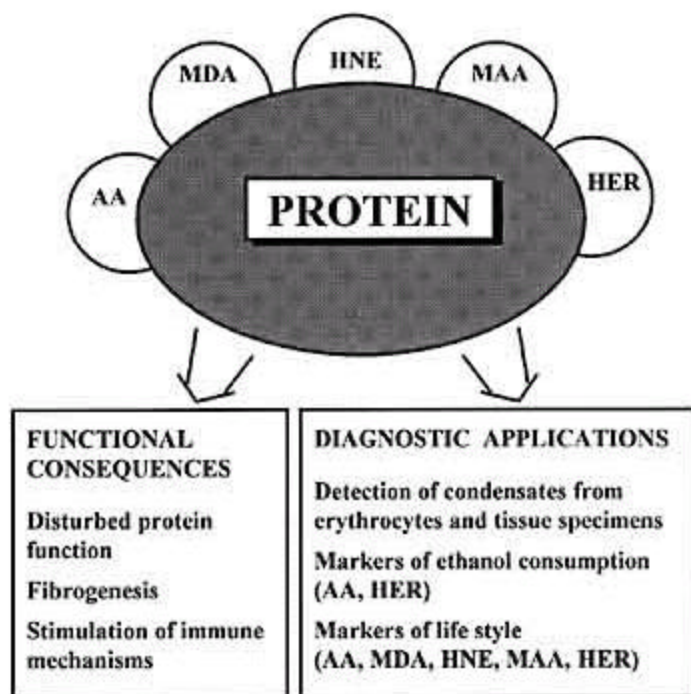 HNE
MDA
MAA
AA
HER
PROTEIN
FUNCTIONAL
CONSEQUENCES
Disturbed protein
function
Fibrogenesis
Stimulation of immune
mechanisms
DIAGNOSTIC APPLICATIONS
Detection of condensates from
erythrocytes and tissue specimens
Markers of ethanol consumption
(AA, HER)
Markers of life style
(AA, MDA, HNE, MAA, HER)